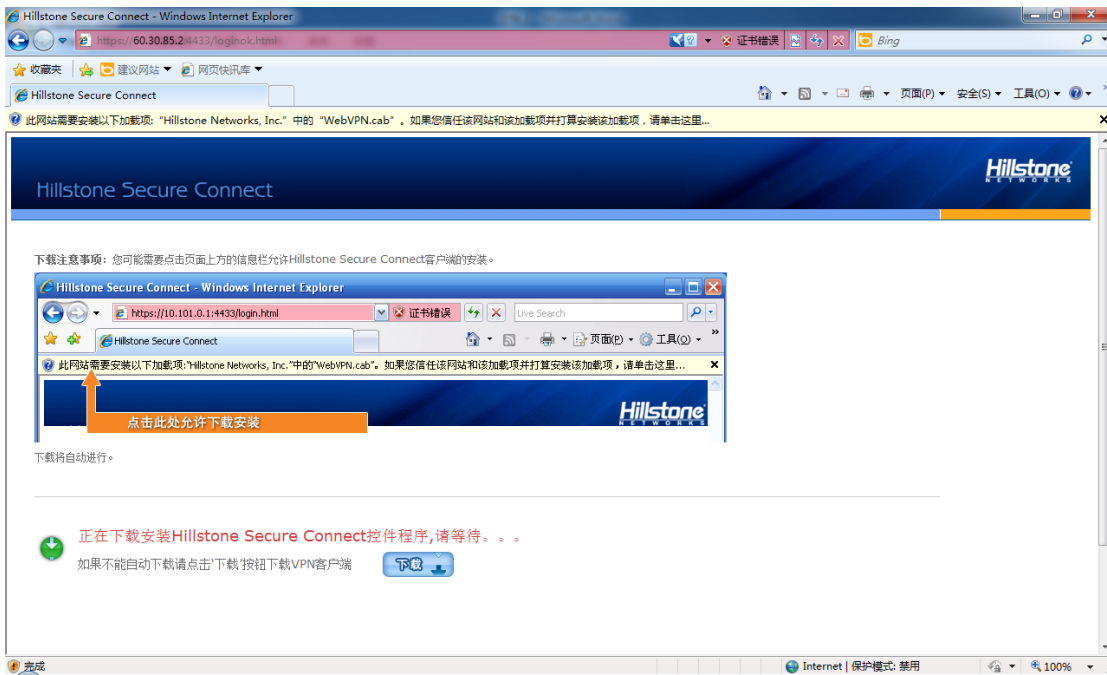 Hillstone Secure Connect - Windows Internet Explorer
https://60.30.85.2:4433/loginok.html
证书错误
Bing
收藏夹
建议网站
网页快讯库
Hillstone Secure Connect
页面(P)
安全(S)
工具(O)
此网站需要安装以下加载项: “Hillstone Networks, Inc.” 中的 “WebVPN.cab” 。如果您信任该网站和该加载项并打算安装该加载项，请单击这里...
Hillstone Secure Connect
Hillstone
NETWORKS
下载注意事项: 您可能需要点击页面上方的信息栏允许Hillstone Secure Connect客户端的安装。
Hillstone Secure Connect - Windows Internet Explorer
https://10.101.0.1:4433/login.html
证书错误
Live Search
Hillstone Secure Connect
页面(P)
工具(O)
此网站需要安装以下加载项:"Hillstone Networks, Inc."中的"WebVPN.cab"。如果您信任该网站和该加载项并打算安装该加载项，请单击这里...
Hillstone
NETWORKS
点击此处允许下载安装
下载将自动进行。
正在下载安装Hillstone Secure Connect控件程序,请等待。。。
如果不能自动下载请点击'下载'按钮下载VPN客户端
下载
完成
Internet | 保护模式: 禁用
100%